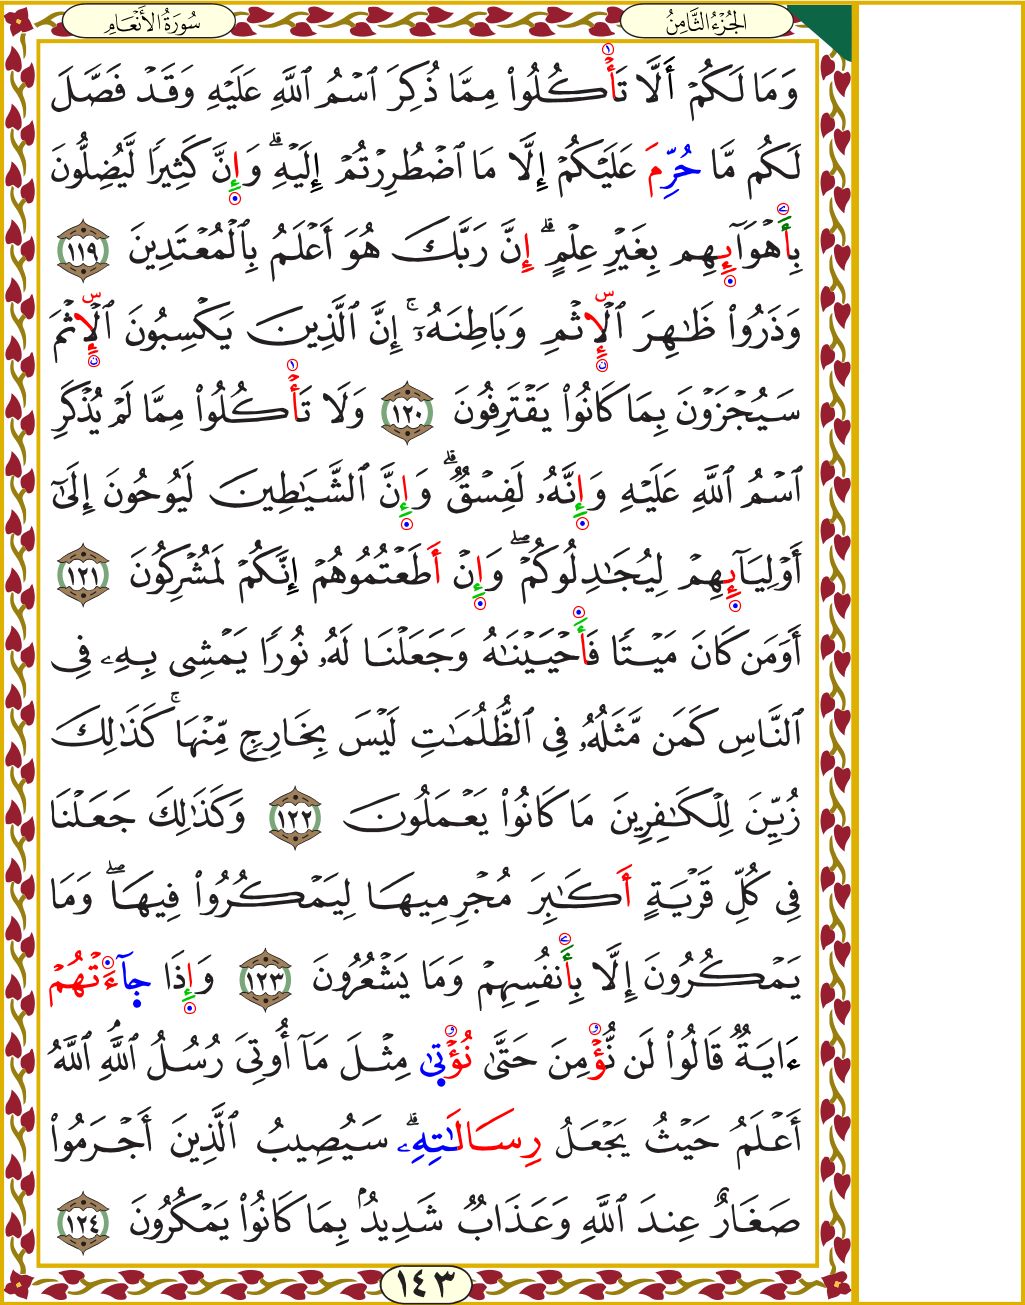 الجُزْءُ الثَّامِنُ
سُورَةُ الأَنْعَامِ
وَمَا لَكُمْ أَلَّا تَأْكُلُوا۟ مِمَّا ذُكِرَ ٱسْمُ ٱللَّهِ عَلَيْهِ وَقَدْ فَصَّلَ
لَكُم مَّا حُرِّمَ عَلَيْكُمْ إِلَّا مَا ٱضْطُرِرْتُمْ إِلَيْهِ ۗ وَإِنَّ كَثِيرًا لَّيُضِلُّونَ
بِأَهْوَآئِهِم بِغَيْرِ عِلْمٍ ۗ إِنَّ رَبَّكَ هُوَ أَعْلَمُ بِٱلْمُعْتَدِينَ ١١٩
وَذَرُوا۟ ظَٰهِرَ ٱلْإِثْمِ وَبَاطِنَهُۥٓ ۚ إِنَّ ٱلَّذِينَ يَكْسِبُونَ ٱلْإِثْمَ
سَيُجْزَوْنَ بِمَا كَانُوا۟ يَقْتَرِفُونَ ١٢٠ وَلَا تَأْكُلُوا۟ مِمَّا لَمْ يُذْكَرِ
ٱسْمُ ٱللَّهِ عَلَيْهِ وَإِنَّهُۥ لَفِسْقٌ ۗ وَإِنَّ ٱلشَّيَٰطِينَ لَيُوحُونَ إِلَىٰٓ
أَوْلِيَآئِهِمْ لِيُجَٰدِلُوكُمْ ۖ وَإِنْ أَطَعْتُمُوهُمْ إِنَّكُمْ لَمُشْرِكُونَ ١٢١
أَوَمَن كَانَ مَيْتًا فَأَحْيَيْنَٰهُ وَجَعَلْنَا لَهُۥ نُورًا يَمْشِى بِهِۦ فِى
ٱلنَّاسِ كَمَن مَّثَلُهُۥ فِى ٱلظُّلُمَٰتِ لَيْسَ بِخَارِجٍ مِّنْهَا ۚ كَذَٰلِكَ
زُيِّنَ لِلْكَٰفِرِينَ مَا كَانُوا۟ يَعْمَلُونَ ١٢٢ وَكَذَٰلِكَ جَعَلْنَا
فِى كُلِّ قَرْيَةٍ أَكَٰبِرَ مُجْرِمِيهَا لِيَمْكُرُوا۟ فِيهَا ۖ وَمَا
يَمْكُرُونَ إِلَّا بِأَنفُسِهِمْ وَمَا يَشْعُرُونَ ١٢٣ وَإِذَا جَآءَتْهُمْ
ءَايَةٌ قَالُوا۟ لَن نُّؤْمِنَ حَتَّىٰ نُؤْتَىٰ مِثْلَ مَآ أُوتِىَ رُسُلُ ٱللَّهِ ۘ ٱللَّهُ
أَعْلَمُ حَيْثُ يَجْعَلُ رِسَالَٰتِهِۦ ۗ سَيُصِيبُ ٱلَّذِينَ أَجْرَمُوا۟
صَغَارٌ عِندَ ٱللَّهِ وَعَذَابٌ شَدِيدٌۢ بِمَا كَانُوا۟ يَمْكُرُونَ ١٢٤
١٤٣